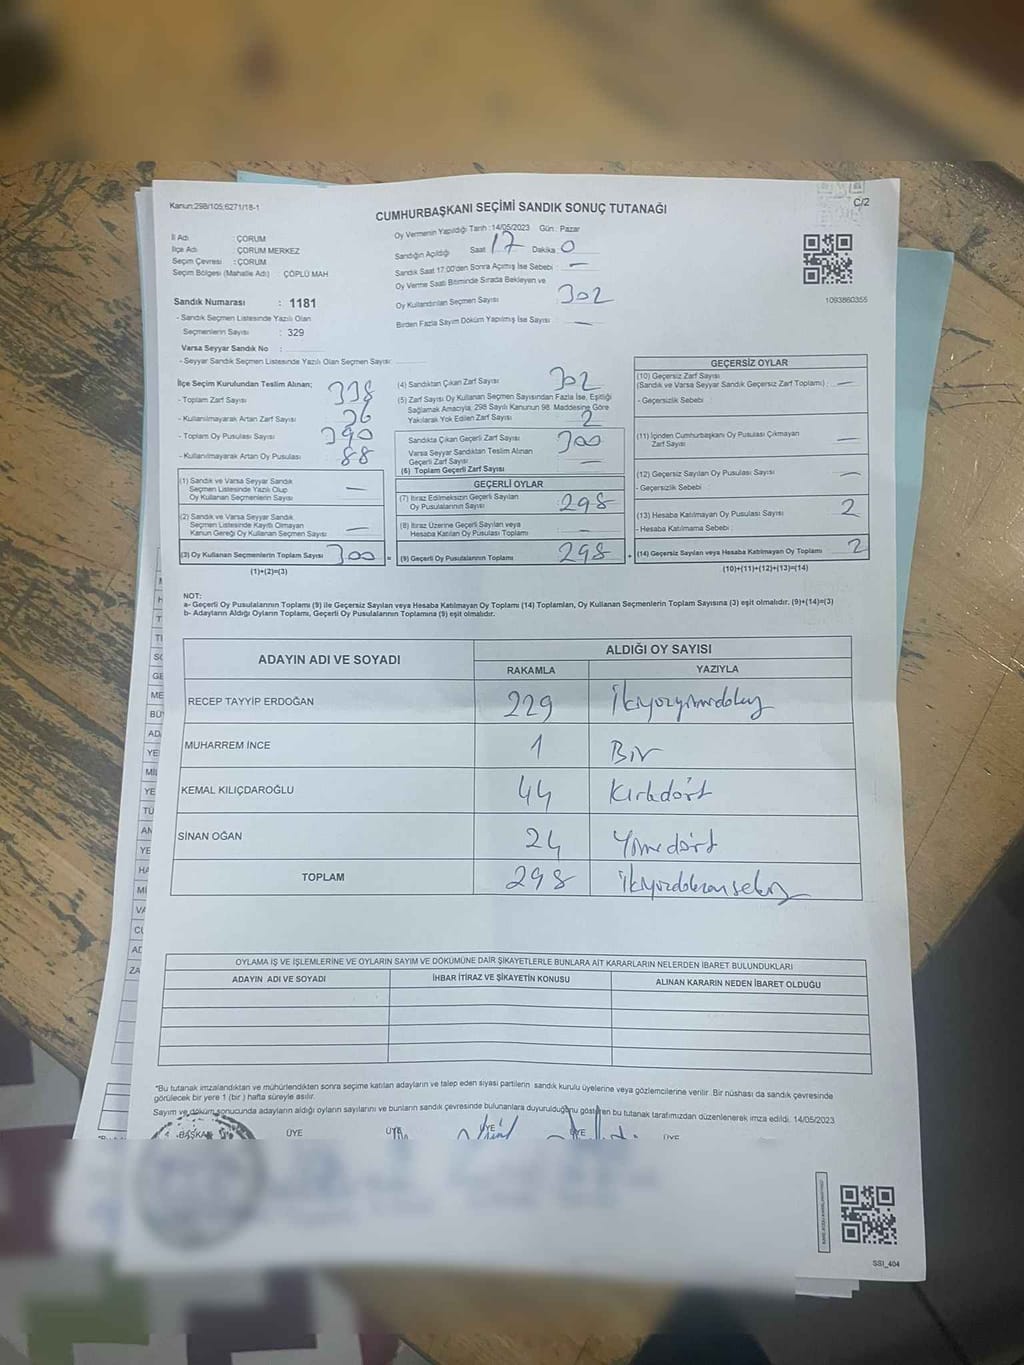 Kanun:298/105;6271/18-1
CUMHURBAŞKANI SEÇİMİ SANDIK SONUÇ TUTANAĞI
C/2
İl Adı : ÇORUM
İlçe Adı : ÇORUM MERKEZ
Seçim Çevresi : ÇORUM
Seçim Bölgesi (Mahalle Adı) ÇÖPLÜ MAH
Sandık Numarası : 1181
- Sandık Seçmen Listesinde Yazılı Olan
Seçmenlerin Sayısı : 329
Varsa Seyyar Sandık No :
- Seyyar Sandık Seçmen Listesinde Yazılı Olan Seçmen Sayısı:
Oy Vermenin Yapıldığı Tarih : 14/05/2023 Gün : Pazar
Sandığın Açıldığı Saat 17 Dakika 0
Sandık Saat 17:00'den Sonra Açılmış İse Sebebi : —
Oy Verme Saati Bitiminde Sırada Bekleyen ve
Oy Kullandırılan Seçmen Sayısı : 302
Birden Fazla Sayım Döküm Yapılmış İse Sayısı : —
1093860355
İlçe Seçim Kurulundan Teslim Alınan;
- Toplam Zarf Sayısı : 338
- Kullanılmayarak Artan Zarf Sayısı : 36
- Toplam Oy Pusulası Sayısı : 390
- Kullanılmayarak Artan Oy Pusulası : 88
(1) Sandık ve Varsa Seyyar Sandık
Seçmen Listesinde Yazılı Olup
Oy Kullanan Seçmenlerin Sayısı —
(2) Sandık ve Varsa Seyyar Sandık
Seçmen Listesinde Kayıtlı Olmayan
Kanun Gereği Oy Kullanan Seçmen Sayısı —
(3) Oy Kullanan Seçmenlerin Toplam Sayısı 300 =
(1)+(2)=(3)
(4) Sandıktan Çıkan Zarf Sayısı 302
(5) Zarf Sayısı Oy Kullanan Seçmen Sayısından Fazla İse, Eşitliği
Sağlamak Amacıyla, 298 Sayılı Kanunun 98. Maddesine Göre
Yakılarak Yok Edilen Zarf Sayısı 2
Sandıkta Çıkan Geçerli Zarf Sayısı 300
Varsa Seyyar Sandıktan Teslim Alınan
Geçerli Zarf Sayısı —
(6) Toplam Geçerli Zarf Sayısı
GEÇERLİ OYLAR
(7) İtiraz Edilmeksizin Geçerli Sayılan
Oy Pusulalarının Sayısı 298
(8) İtiraz Üzerine Geçerli Sayılan veya
Hesaba Katılan Oy Pusulaları Toplamı —
(9) Geçerli Oy Pusulalarının Toplamı 298 +
GEÇERSİZ OYLAR
(10) Geçersiz Zarf Sayısı
(Sandık ve Varsa Seyyar Sandık Geçersiz Zarf Toplamı) : —
- Geçersizlik Sebebi :
(11) İçinden Cumhurbaşkanı Oy Pusulası Çıkmayan
Zarf Sayısı —
(12) Geçersiz Sayılan Oy Pusulası Sayısı —
- Geçersizlik Sebebi :
(13) Hesaba Katılmayan Oy Pusulası Sayısı 2
- Hesaba Katılmama Sebebi :
(14) Geçersiz Sayılan veya Hesaba Katılmayan Oy Toplamı 2
(10)+(11)+(12)+(13)=(14)
NOT:
a- Geçerli Oy Pusulalarının Toplamı (9) ile Geçersiz Sayılan veya Hesaba Katılmayan Oy Toplamı (14) Toplamları, Oy Kullanan Seçmenlerin Toplam Sayısına (3) eşit olmalıdır. (9)+(14)=(3)
b- Adayların Aldığı Oyların Toplamı, Geçerli Oy Pusulalarının Toplamına (9) eşit olmalıdır.
ADAYIN ADI VE SOYADI
ALDIĞI OY SAYISI
RAKAMLA YAZIYLA
RECEP TAYYİP ERDOĞAN 229 İkiyüzyirmidokuz
MUHARREM İNCE 1 Bir
KEMAL KILIÇDAROĞLU 44 Kırkdört
SİNAN OĞAN 24 Yirmidört
TOPLAM 298 ikiyüzdoksansekiz
OYLAMA İŞ VE İŞLEMLERİNE VE OYLARIN SAYIM VE DÖKÜMÜNE DAİR ŞİKAYETLERLE BUNLARA AİT KARARLARIN NELERDEN İBARET BULUNDUKLARI
ADAYIN ADI VE SOYADI İHBAR İTİRAZ VE ŞİKAYETİN KONUSU ALINAN KARARIN NEDEN İBARET OLDUĞU
*Bu tutanak imzalandıktan ve mühürlendikten sonra seçime katılan adayların ve talep eden siyasi partilerin sandık kurulu üyelerine veya gözlemcilerine verilir. Bir nüshası da sandık çevresinde
görülecek bir yere 1 (bir ) hafta süreyle asılır.
Sayım ve döküm sonucunda adayların aldığı oyların sayılarını ve bunların sandık çevresinde bulunanlara duyurulduğunu gösteren bu tutanak tarafımızdan düzenlenerek imza edildi. 14/05/2023
BAŞKAN ÜYE ÜYE ÜYE ÜYE ÜYE
SSI_404